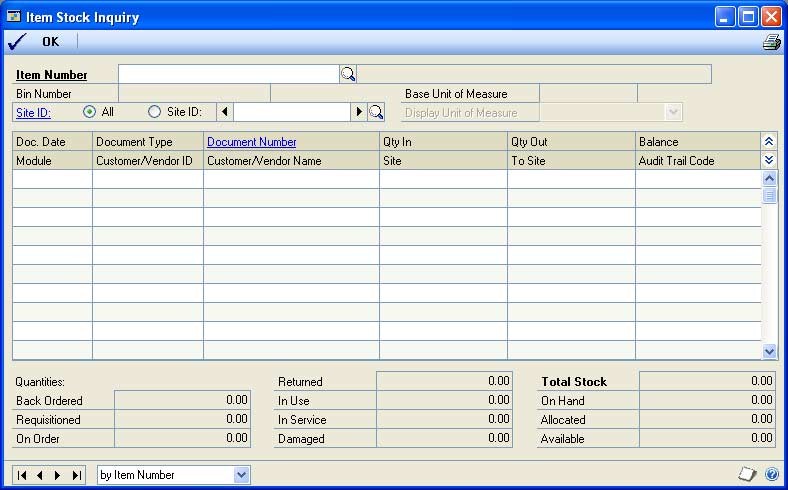 Item Stock Inquiry
OK
Item Number
Bin Number Base Unit of Measure
Site ID: All Site ID: Display Unit of Measure
Doc. Date Document Type Document Number Qty In Qty Out Balance
Module Customer/Vendor ID Customer/Vendor Name Site To Site Audit Trail Code
Quantities: Returned 0.00 Total Stock 0.00
Back Ordered 0.00 In Use 0.00 On Hand 0.00
Requisitioned 0.00 In Service 0.00 Allocated 0.00
On Order 0.00 Damaged 0.00 Available 0.00
by Item Number